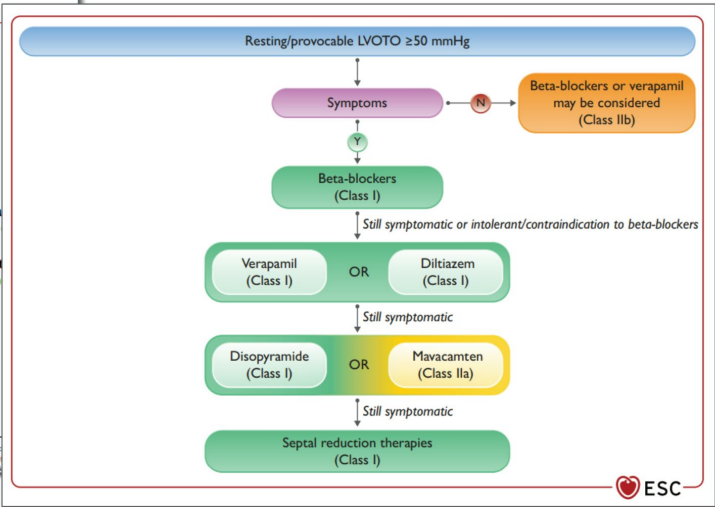 Resting/provocable LVOTO ≥50 mmHg
Symptoms
N
Beta-blockers or verapamil
may be considered
(Class IIb)
Y
Beta-blockers
(Class I)
Still symptomatic or intolerant/contraindication to beta-blockers
Verapamil
(Class I)
OR
Diltiazem
(Class I)
Still symptomatic
Disopyramide
(Class I)
OR
Mavacamten
(Class IIa)
Still symptomatic
Septal reduction therapies
(Class I)
ESC